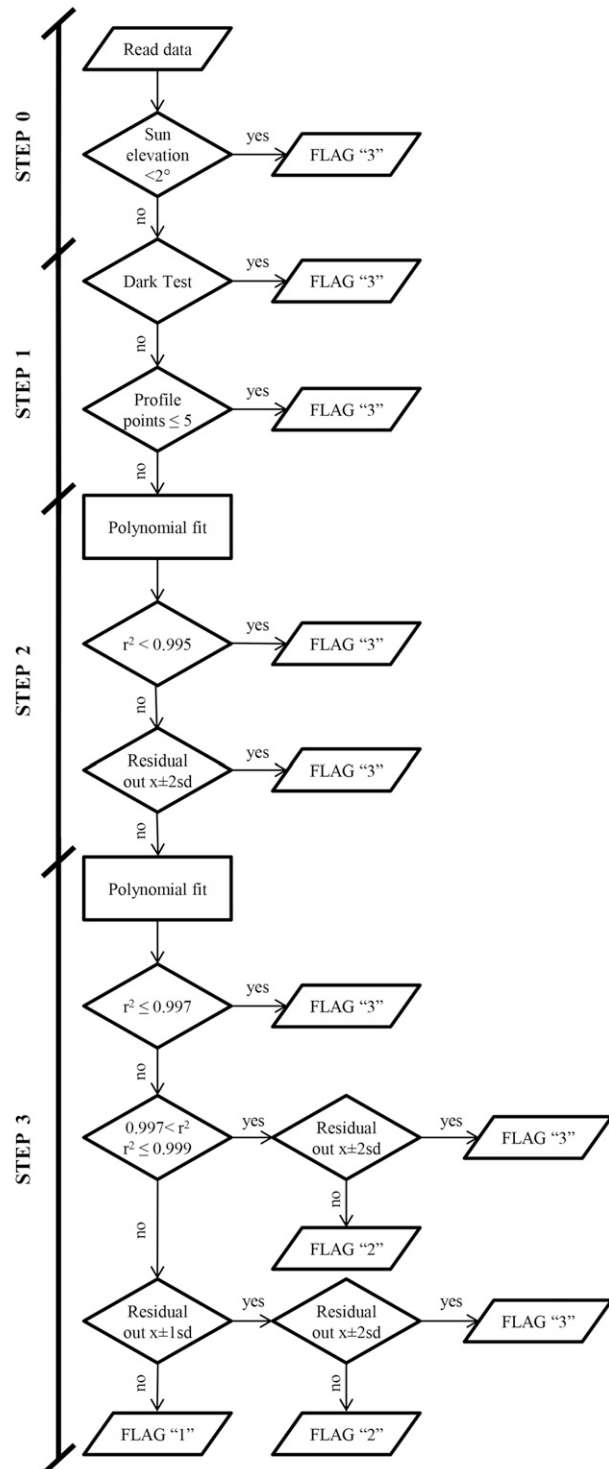 STEP 0
Read data
Sun
elevation
<2°
yes
FLAG “3”
no
STEP 1
Dark Test
yes
FLAG “3”
no
Profile
points ≤ 5
yes
FLAG “3”
no
STEP 2
Polynomial fit
r² < 0.995
yes
FLAG “3”
no
Residual
out x±2sd
yes
FLAG “3”
no
STEP 3
Polynomial fit
r² ≤ 0.997
yes
FLAG “3”
no
0.997< r²
r² ≤ 0.999
yes
Residual
out x±2sd
yes
FLAG “3”
no
FLAG “2”
no
Residual
out x±1sd
yes
Residual
out x±2sd
yes
FLAG “3”
no
FLAG “1”
no
FLAG “2”